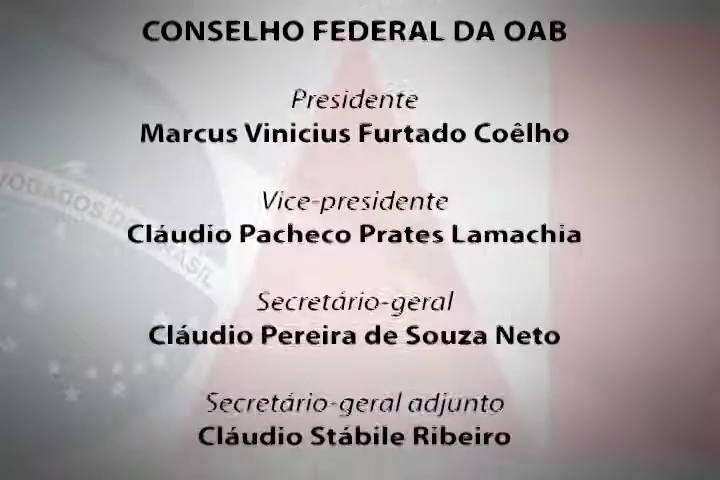 CONSELHO FEDERAL DA OAB
Presidente
Marcus Vinicius Furtado Coêlho
Vice-presidente
Cláudio Pacheco Prates Lamachia
Secretário-geral
Cláudio Pereira de Souza Neto
Secretário-geral adjunto
Cláudio Stábile Ribeiro